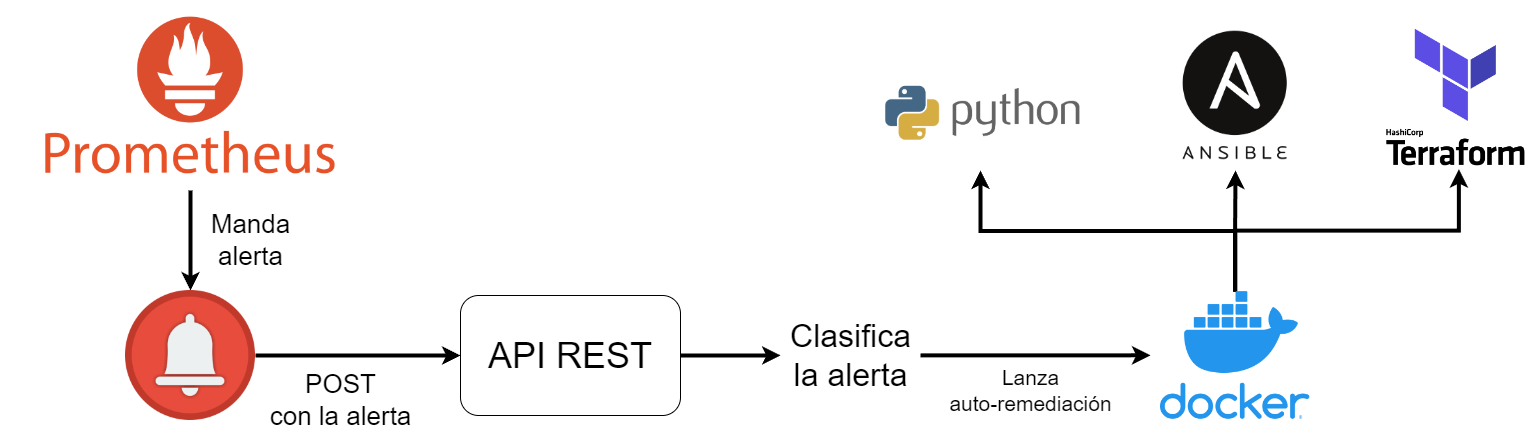 Prometheus
Manda
alerta
POST
con la alerta
API REST
Clasifica
la alerta
Lanza
auto-remediación
docker
python
ANSIBLE
HashiCorp
Terraform